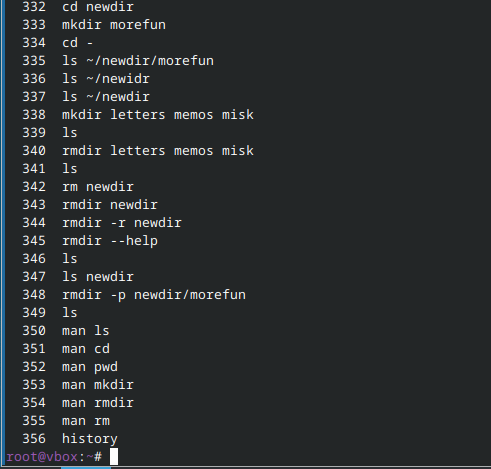 332  cd newdir
333  mkdir morefun
334  cd -
335  ls ~/newdir/morefun
336  ls ~/newidr
337  ls ~/newdir
338  mkdir letters memos misk
339  ls
340  rmdir letters memos misk
341  ls
342  rm newdir
343  rmdir newdir
344  rmdir -r newdir
345  rmdir --help
346  ls
347  ls newdir
348  rmdir -p newdir/morefun
349  ls
350  man ls
351  man cd
352  man pwd
353  man mkdir
354  man rmdir
355  man rm
356  history
root@vbox:~#